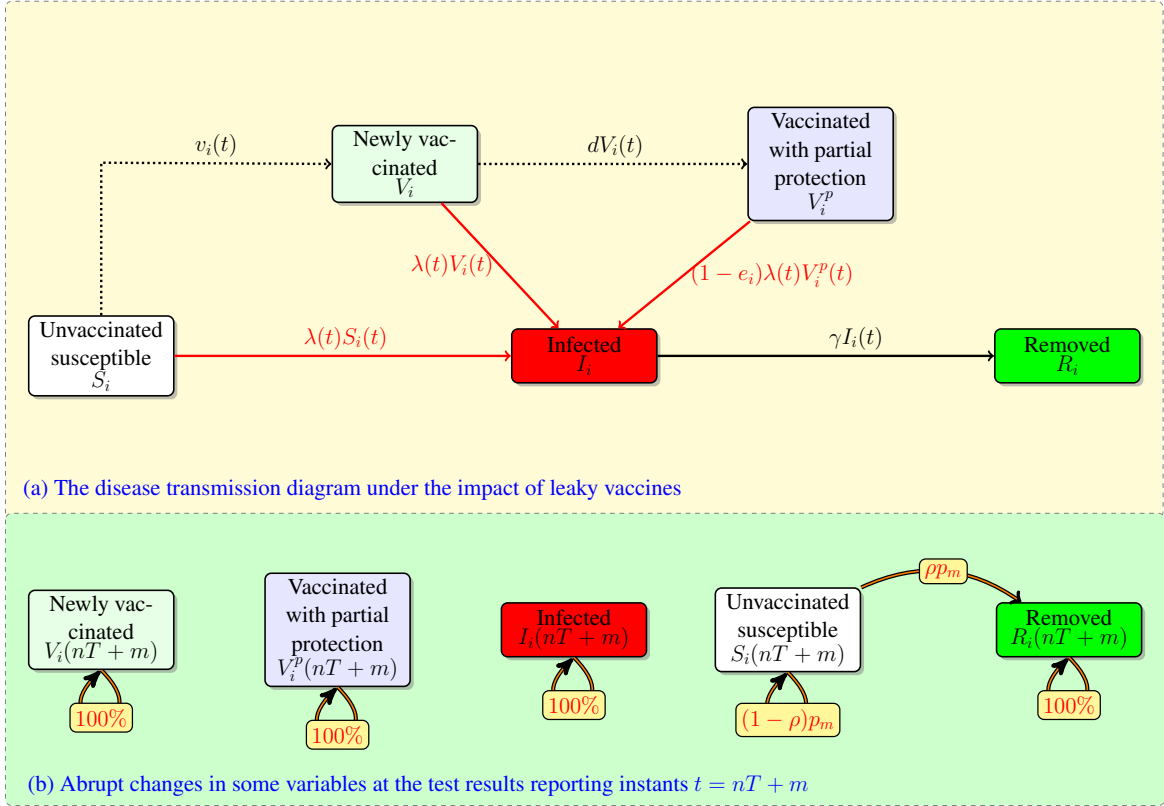 v_i(t)
Newly vac-
cinated
V_i
dV_i(t)
Vaccinated
with partial
protection
V_i^p
λ(t)V_i(t)
(1 − e_i)λ(t)V_i^p(t)
Unvaccinated
susceptible
S_i
λ(t)S_i(t)
Infected
I_i
γI_i(t)
Removed
R_i
(a) The disease transmission diagram under the impact of leaky vaccines
Newly vac-
cinated
V_i(nT + m)
100%
Vaccinated
with partial
protection
V_i^p(nT + m)
100%
Infected
I_i(nT + m)
100%
Unvaccinated
susceptible
S_i(nT + m)
(1 − ρ)p_m
ρp_m
Removed
R_i(nT + m)
100%
(b) Abrupt changes in some variables at the test results reporting instants t = nT + m